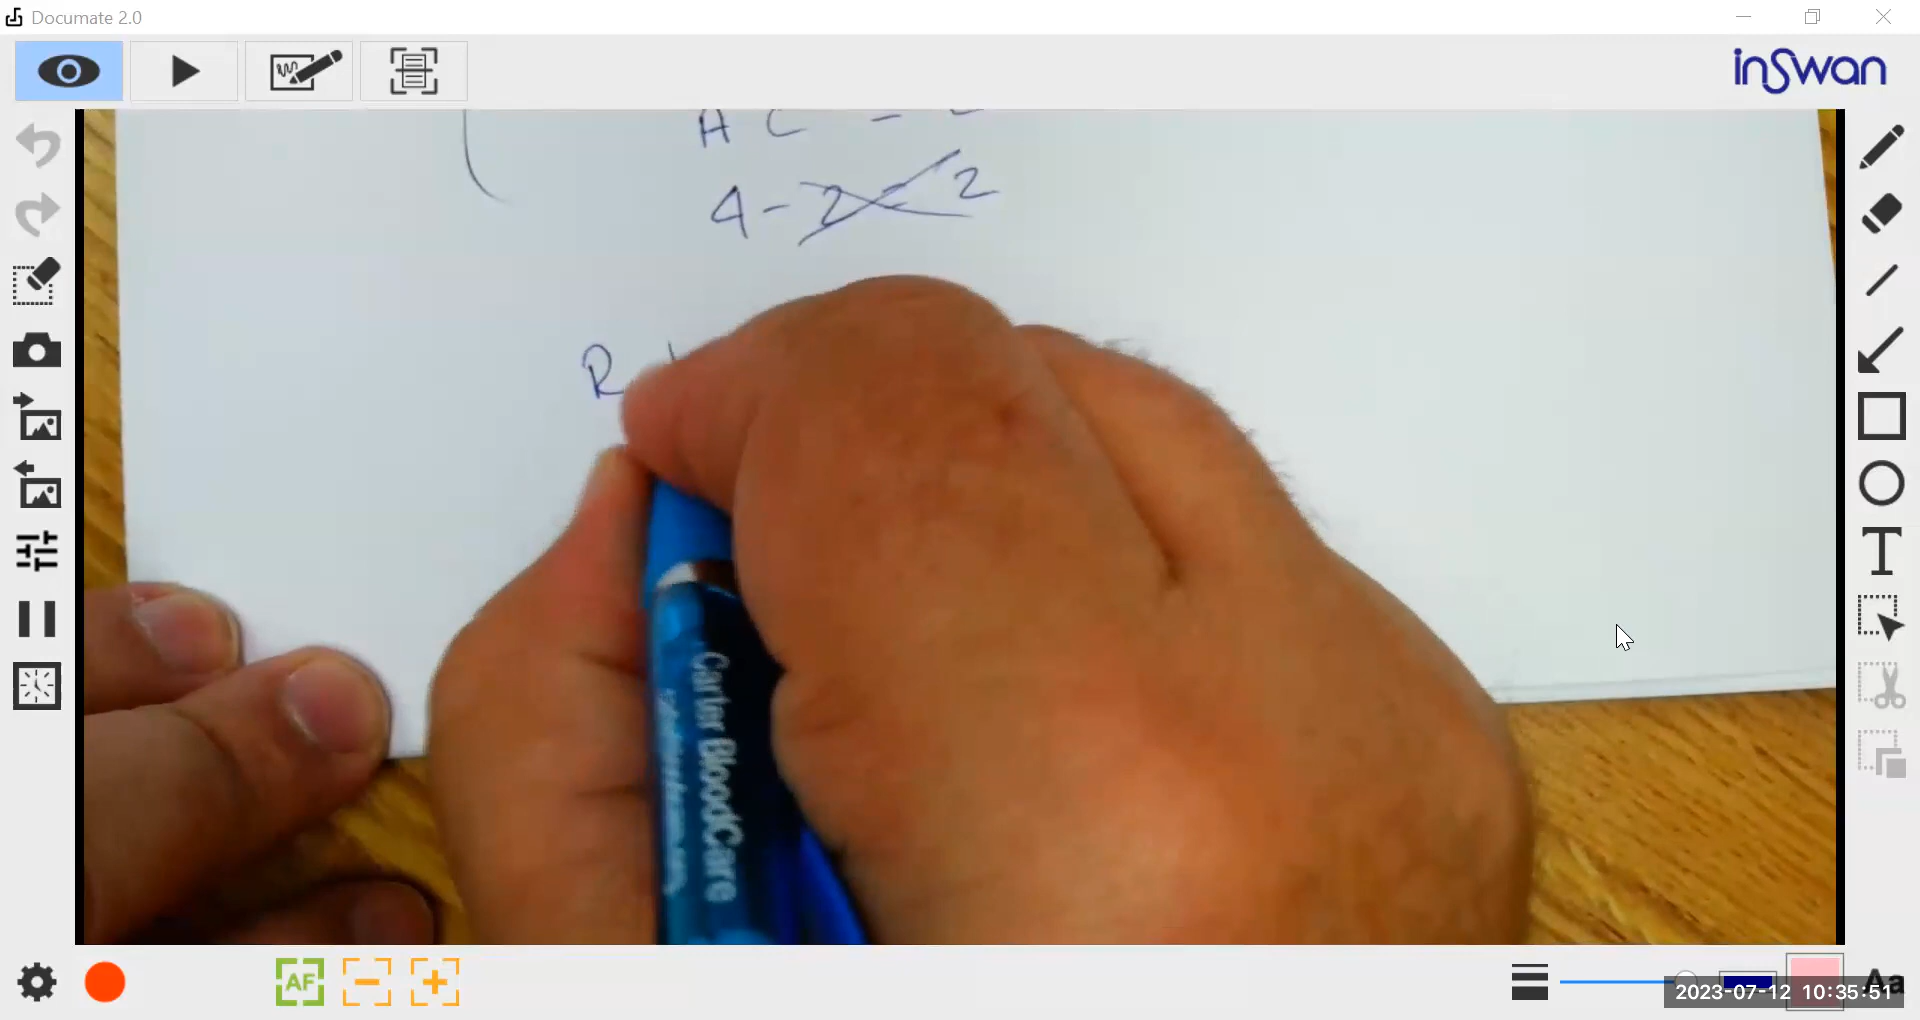 Documate 2.0
inSwan
A C =
4 - 2 = 2
R
Carter BloodCare
AF
T
Aa
2023-07-12 10:35:51